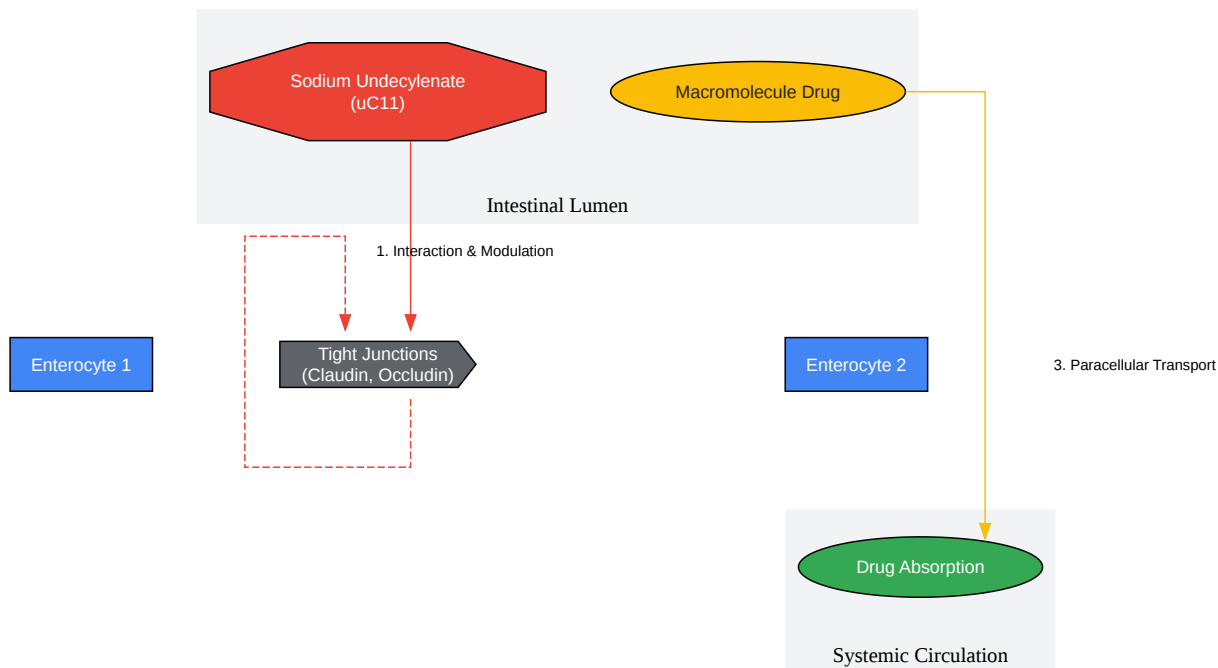 Sodium Undecylenate
(uC11)
Macromolecule Drug
Intestinal Lumen
1. Interaction & Modulation
Enterocyte 1
Tight Junctions
(Claudin, Occludin)
Enterocyte 2
3. Paracellular Transport
Drug Absorption
Systemic Circulation